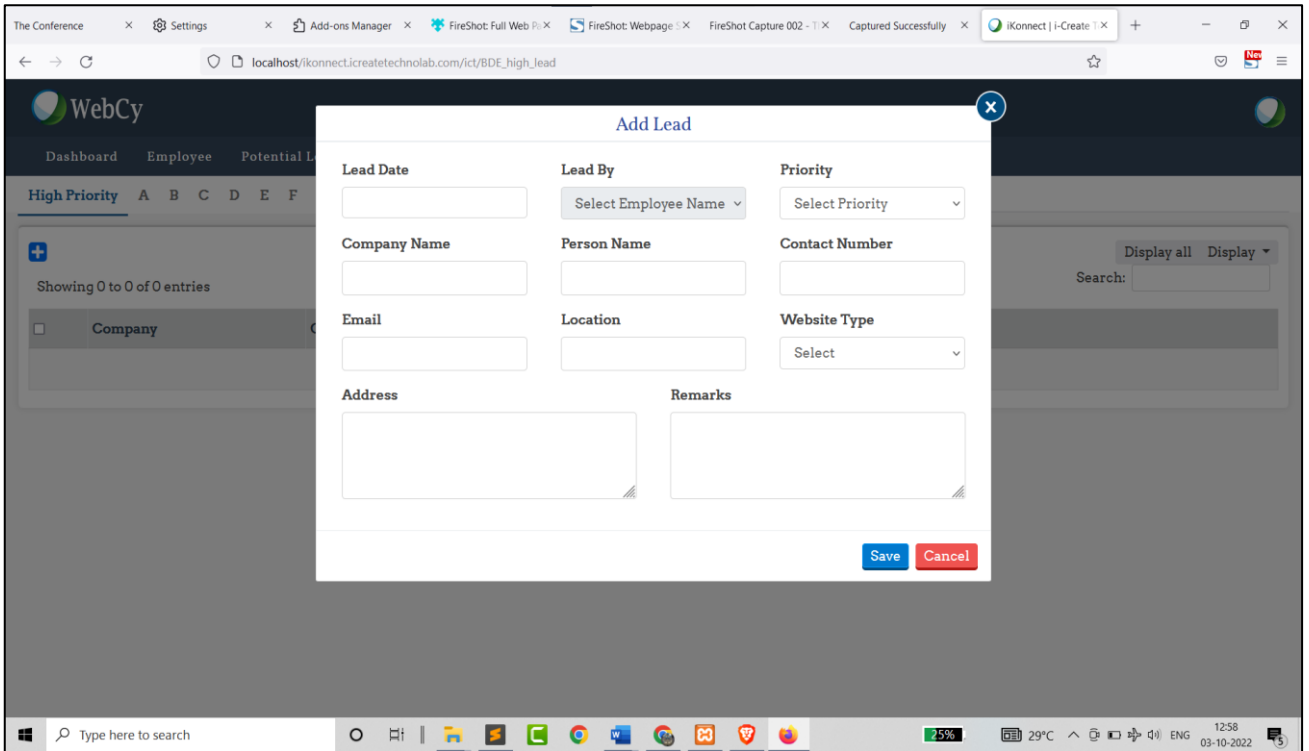 The Conference Settings Add-ons Manager FireShot: Full Web Pa FireShot: Webpage S FireShot Capture 002 - T Captured Successfully iKonnect | i-Create T
localhost/ikonnect.icreatetechnolab.com/ict/BDE_high_lead New
WebCy
Add Lead
Dashboard Employee Potential L
High Priority A B C D E F
Lead Date Lead By Priority
Select Employee Name Select Priority
Company Name Person Name Contact Number
Display all Display
Showing 0 to 0 of 0 entries Search:
Email Location Website Type
Company
Select
Address Remarks
Save Cancel
Type here to search 25% 29°C ENG 12:58
03-10-2022 5